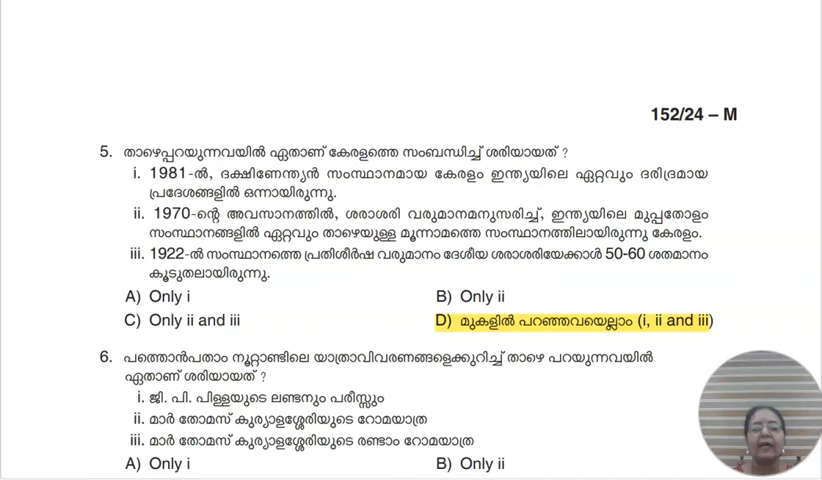 152/24 – M
5. താഴെപ്പറയുന്നവയിൽ ഏതാണ് കേരളത്തെ സംബന്ധിച്ച് ശരിയായത് ?
i. 1981-ൽ, ദക്ഷിണേന്ത്യൻ സംസ്ഥാനമായ കേരളം ഇന്ത്യയിലെ ഏറ്റവും ദരിദ്രമായ
പ്രദേശങ്ങളിൽ ഒന്നായിരുന്നു.
ii. 1970-ന്റെ അവസാനത്തിൽ, ശരാശരി വരുമാനമനുസരിച്ച്, ഇന്ത്യയിലെ മുപ്പതോളം
സംസ്ഥാനങ്ങളിൽ ഏറ്റവും താഴെയുള്ള മൂന്നാമത്തെ സംസ്ഥാനത്തിലായിരുന്നു കേരളം.
iii. 1922-ൽ സംസ്ഥാനത്തെ പ്രതിശീർഷ വരുമാനം ദേശീയ ശരാശരിയേക്കാൾ 50-60 ശതമാനം
കൂടുതലായിരുന്നു.
A) Only i B) Only ii
C) Only ii and iii D) മുകളിൽ പറഞ്ഞവയെല്ലാം (i, ii and iii)
6. പത്തൊൻപതാം നൂറ്റാണ്ടിലെ യാത്രാവിവരണങ്ങളെക്കുറിച്ച് താഴെ പറയുന്നവയിൽ
ഏതാണ് ശരിയായത് ?
i. ജി. പി. പിള്ളയുടെ ലണ്ടനും പരീസ്സും
ii. മാർ തോമസ് കുര്യാളശ്ശേരിയുടെ റോമയാത്ര
iii. മാർ തോമസ് കുര്യാളശ്ശേരിയുടെ രണ്ടാം റോമയാത്ര
A) Only i B) Only ii